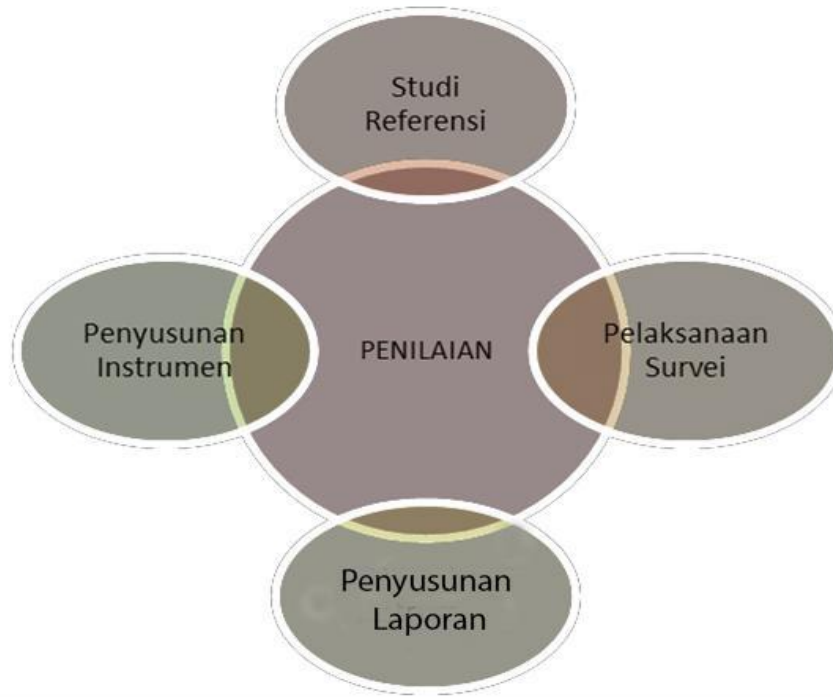 Studi
Referensi
Penyusunan
Instrumen
PENILAIAN
Pelaksanaan
Survei
Penyusunan
Laporan